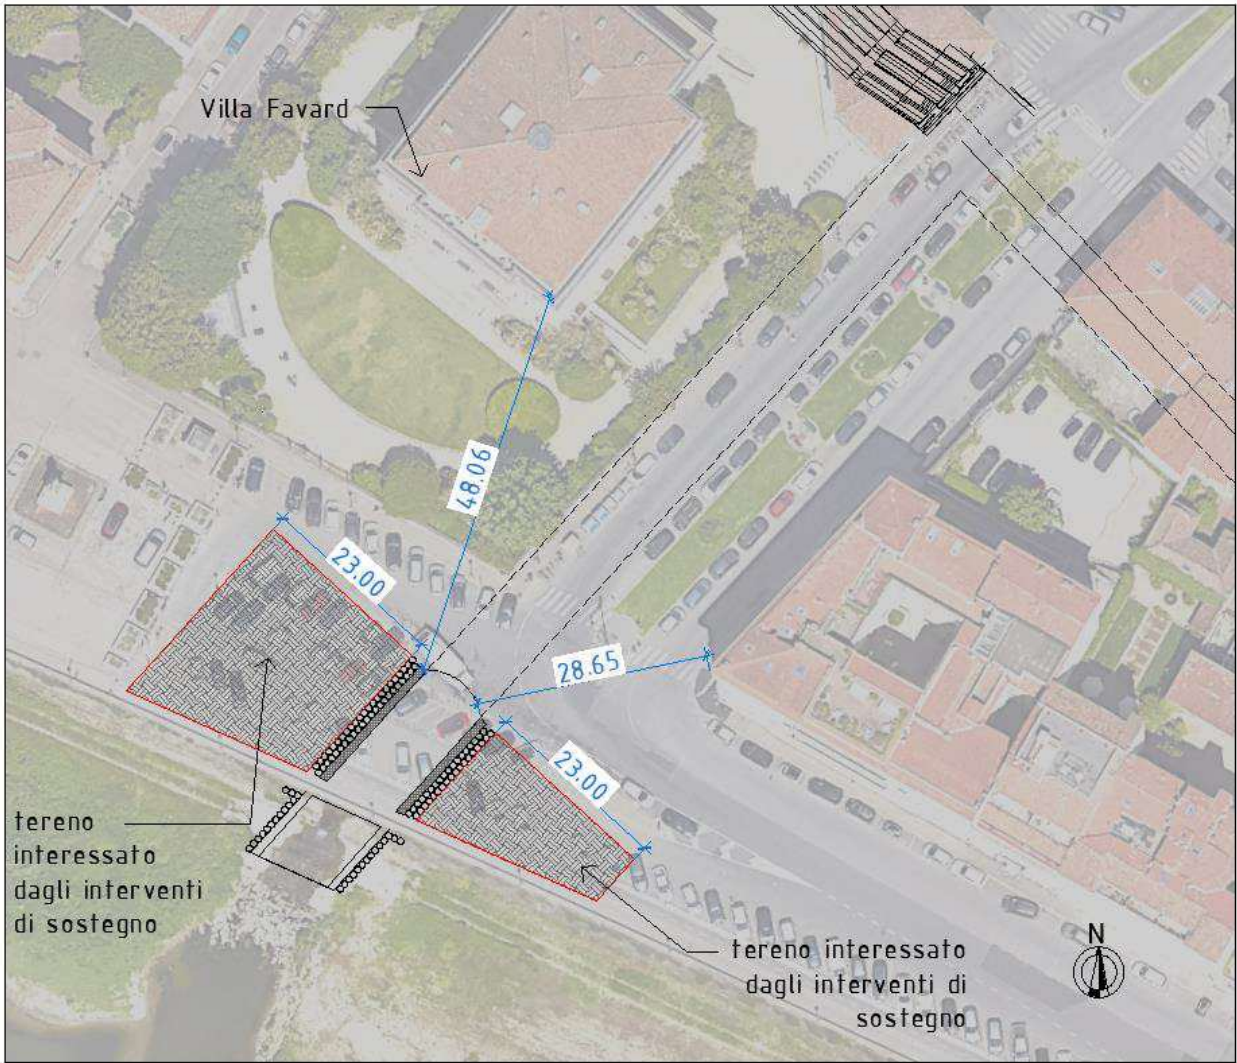 Villa Favard
48.06
23.00
28.65
23.00
tereno
interessato
dagli interventi
di sostegno
tereno interessato
dagli interventi di
sostegno
N